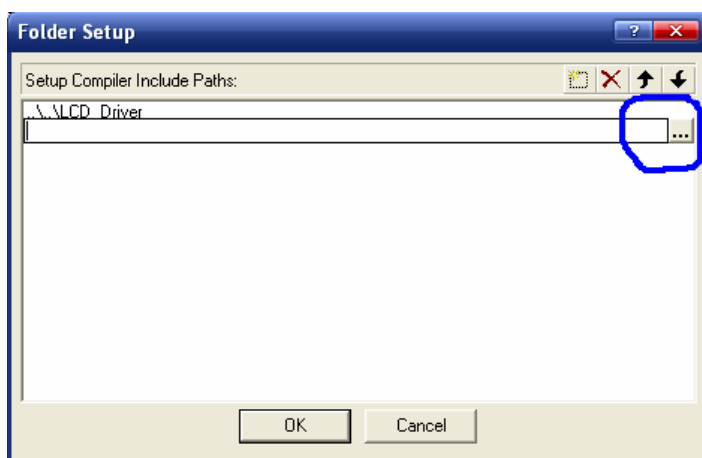 Folder Setup
Setup Compiler Include Paths:
..\..\LCD_Driver
...
OK
Cancel